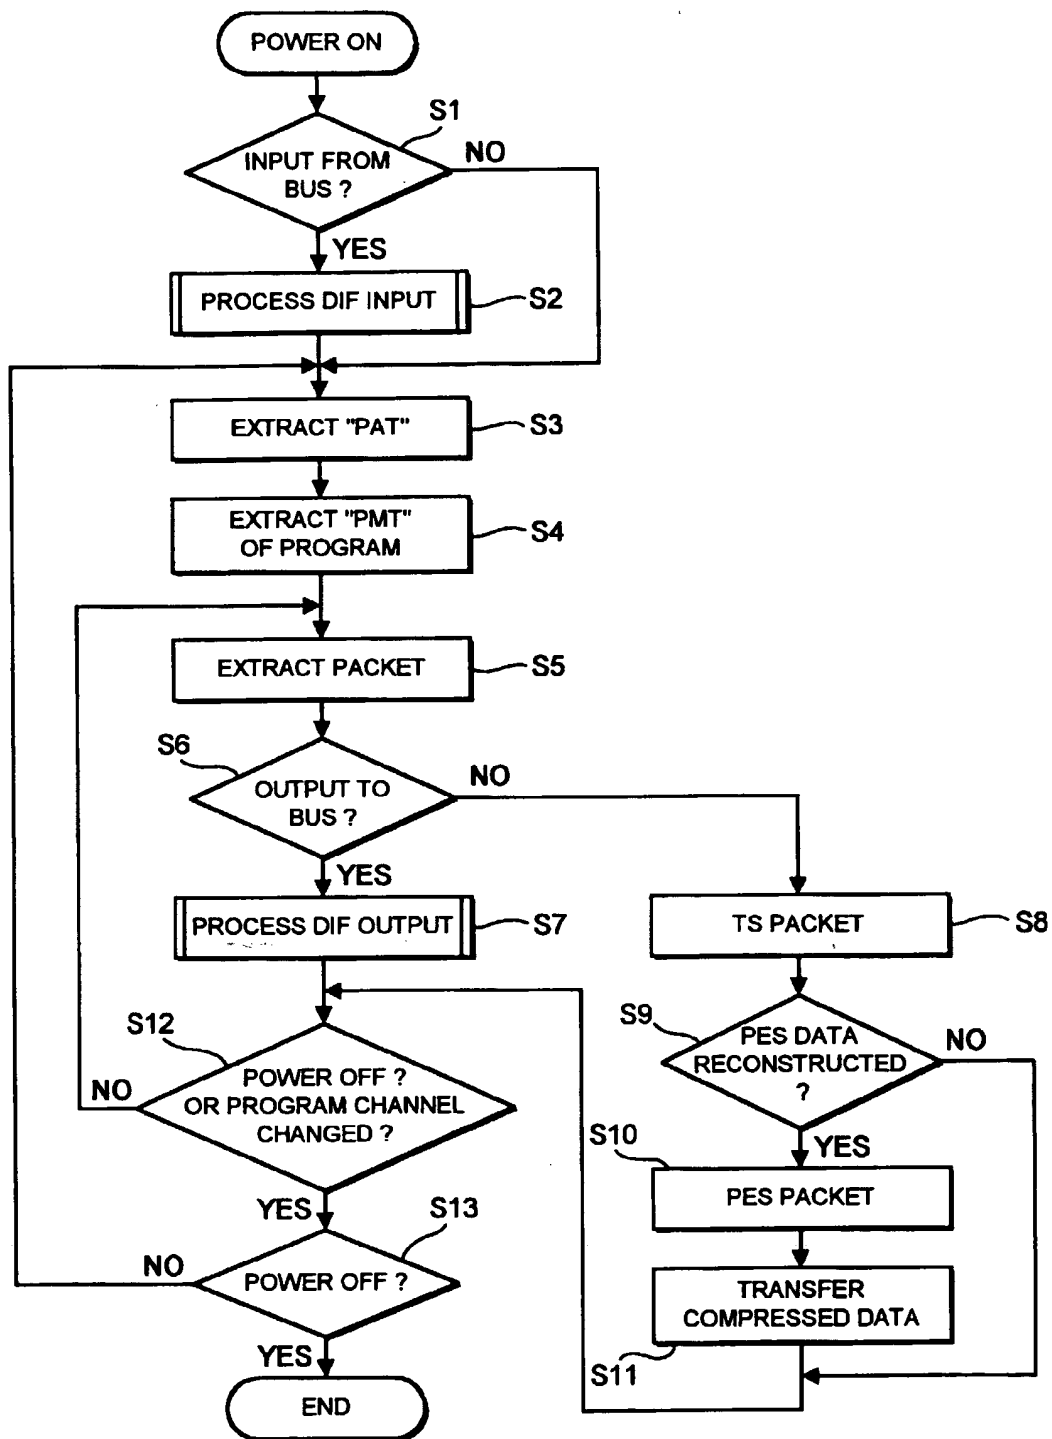 POWER ON
S1
INPUT FROM
BUS ?
NO
YES
PROCESS DIF INPUT
S2
EXTRACT "PAT"
S3
EXTRACT "PMT"
OF PROGRAM
S4
EXTRACT PACKET
S5
S6
OUTPUT TO
BUS ?
NO
YES
PROCESS DIF OUTPUT
S7
TS PACKET
S8
S9
PES DATA
RECONSTRUCTED
?
NO
YES
S10
PES PACKET
TRANSFER
COMPRESSED DATA
S11
S12
POWER OFF ?
OR PROGRAM CHANNEL
CHANGED ?
NO
YES
S13
POWER OFF ?
NO
YES
END